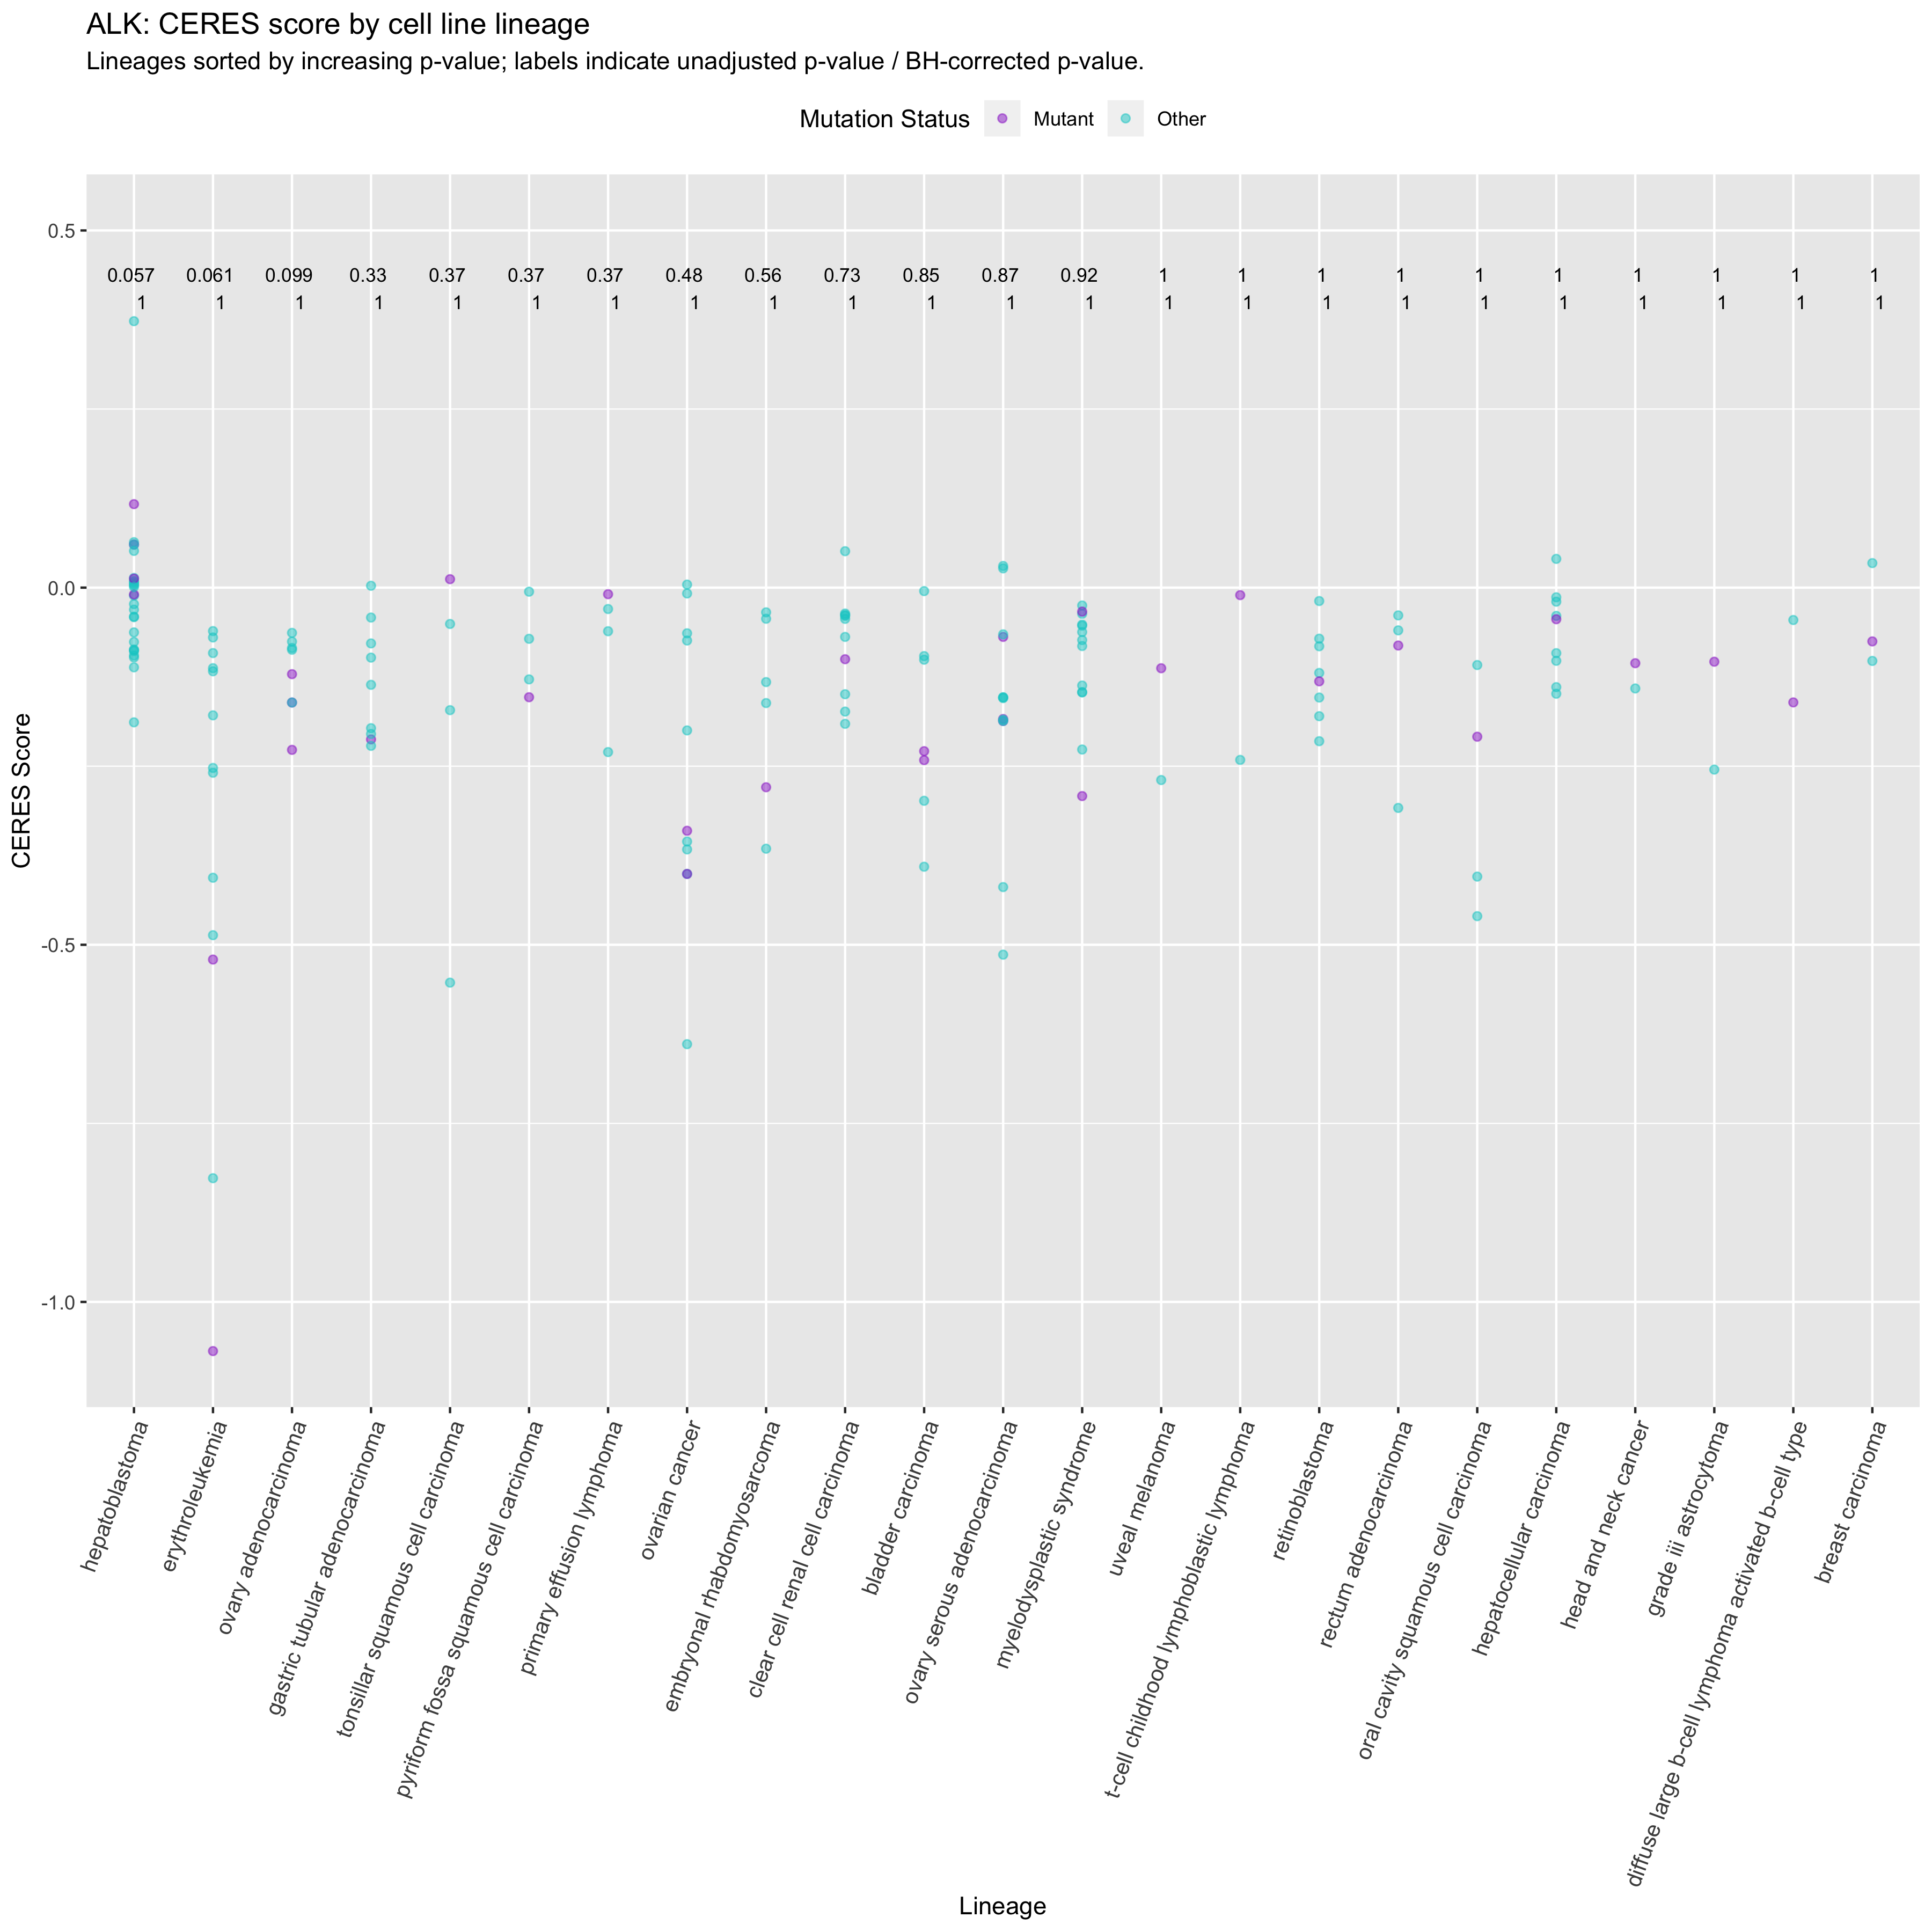 ALK: CERES score by cell line lineage
Lineages sorted by increasing p-value; labels indicate unadjusted p-value / BH-corrected p-value.
Mutation Status Mutant Other
CERES Score
0.5
0.0
-0.5
-1.0
0.057 0.061 0.099 0.33 0.37 0.37 0.37 0.48 0.56 0.73 0.85 0.87 0.92 1 1 1 1 1 1 1 1 1 1
1 1 1 1 1 1 1 1 1 1 1 1 1 1 1 1 1 1 1 1 1 1 1
hepatoblastoma
erythroleukemia
ovary adenocarcinoma
gastric tubular adenocarcinoma
tonsillar squamous cell carcinoma
pyriform fossa squamous cell carcinoma
primary effusion lymphoma
ovarian cancer
embryonal rhabdomyosarcoma
clear cell renal cell carcinoma
bladder carcinoma
ovary serous adenocarcinoma
myelodysplastic syndrome
uveal melanoma
t-cell childhood lymphoblastic lymphoma
retinoblastoma
rectum adenocarcinoma
oral cavity squamous cell carcinoma
hepatocellular carcinoma
head and neck cancer
grade iii astrocytoma
diffuse large b-cell lymphoma activated b-cell type
breast carcinoma
Lineage